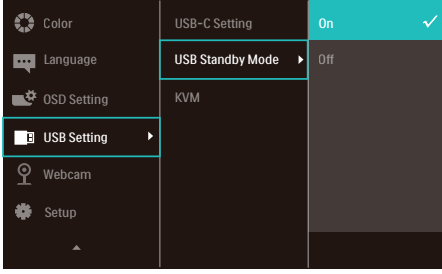 Color
Language
OSD Setting
USB Setting
Webcam
Setup
USB-C Setting
USB Standby Mode
KVM
On
Off